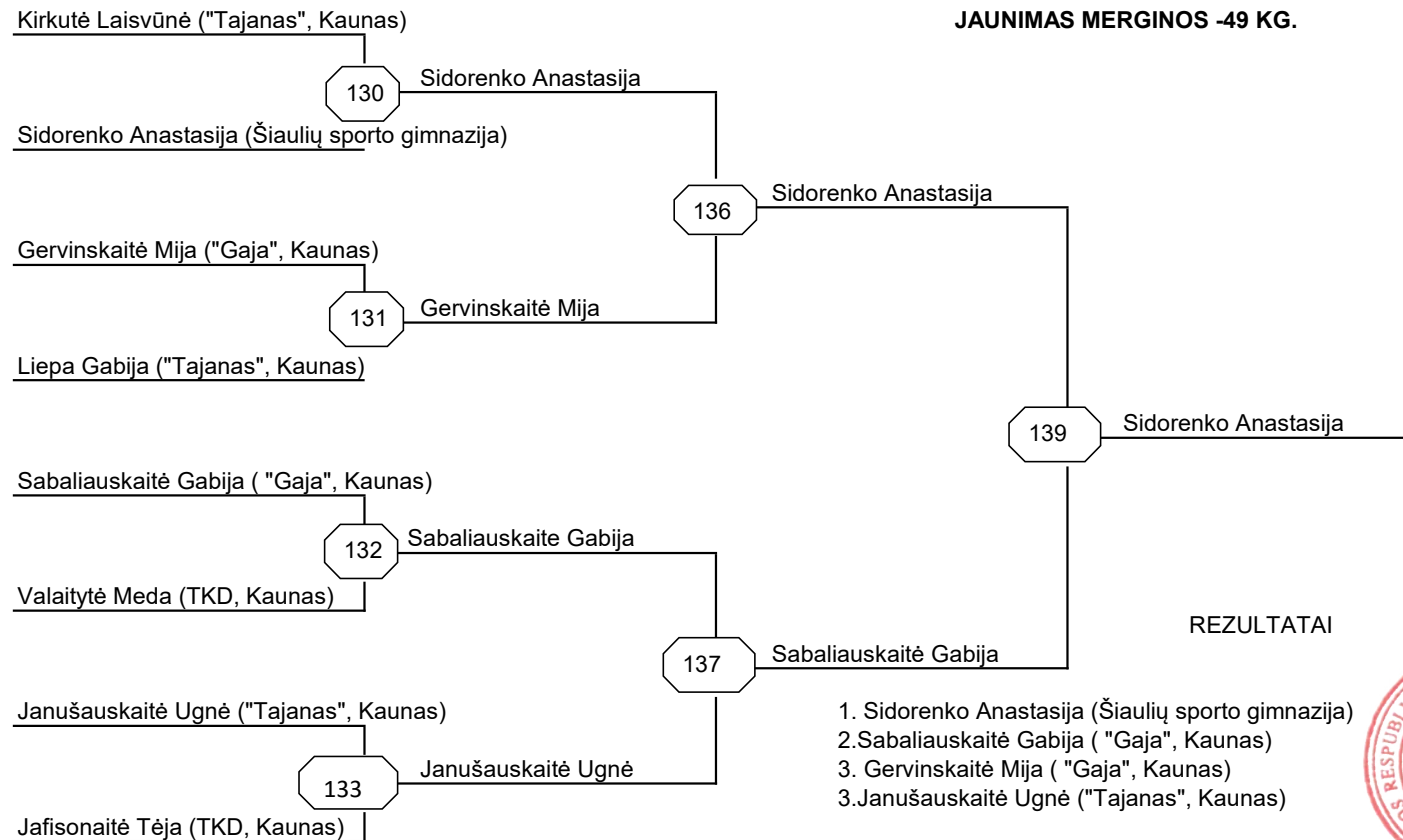 Kirkutė Laisvūnė ("Tajanas", Kaunas)
JAUNIMAS MERGINOS -49 KG.
130
Sidorenko Anastasija
Sidorenko Anastasija (Šiaulių sporto gimnazija)
136
Sidorenko Anastasija
Gervinskaitė Mija ("Gaja", Kaunas)
131
Gervinskaitė Mija
Liepa Gabija ("Tajanas", Kaunas)
139
Sidorenko Anastasija
Sabaliauskaitė Gabija ( "Gaja", Kaunas)
132
Sabaliauskaite Gabija
Valaitytė Meda (TKD, Kaunas)
137
Sabaliauskaitė Gabija
Janušauskaitė Ugnė ("Tajanas", Kaunas)
133
Janušauskaitė Ugnė
Jafisonaitė Tėja (TKD, Kaunas)
REZULTATAI
1. Sidorenko Anastasija (Šiaulių sporto gimnazija)
2.Sabaliauskaitė Gabija ( "Gaja", Kaunas)
3. Gervinskaitė Mija ( "Gaja", Kaunas)
3.Janušauskaitė Ugnė ("Tajanas", Kaunas)